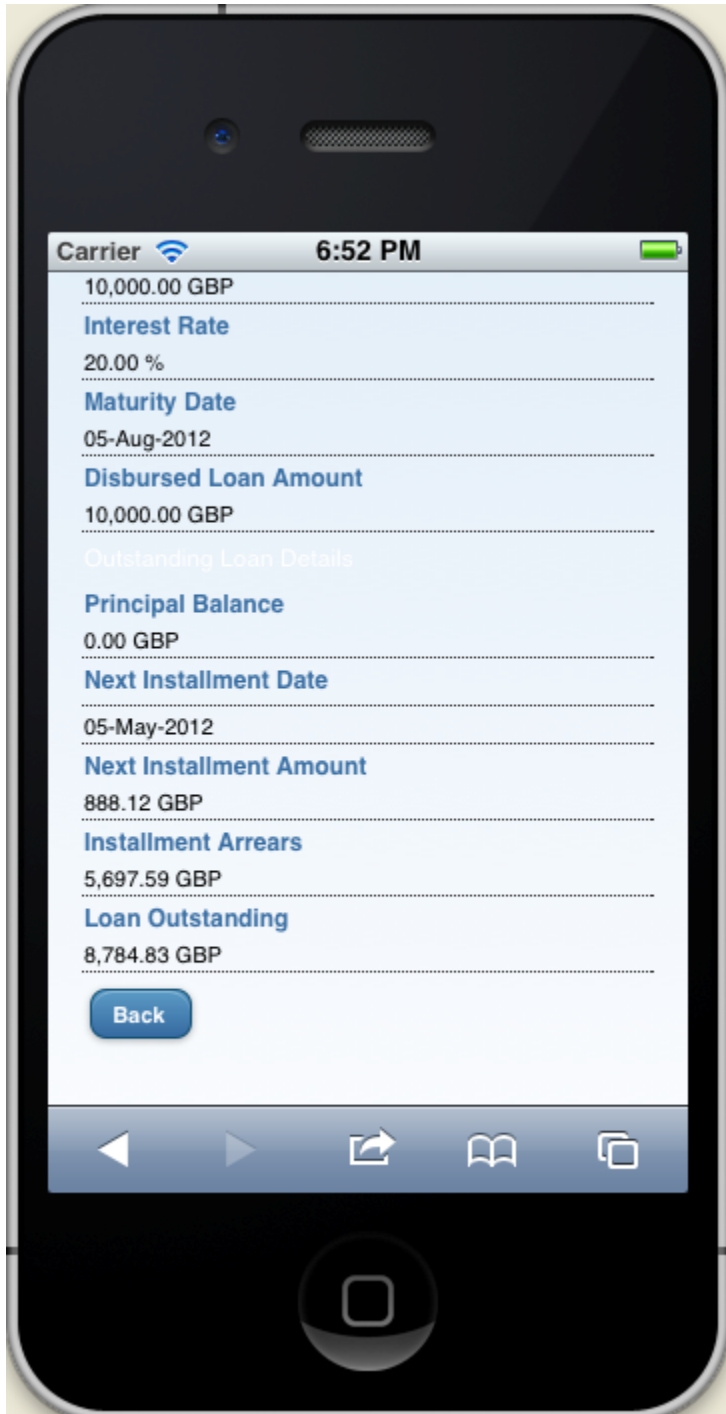 Carrier 6:52 PM
10,000.00 GBP
Interest Rate
20.00 %
Maturity Date
05-Aug-2012
Disbursed Loan Amount
10,000.00 GBP
Outstanding Loan Details
Principal Balance
0.00 GBP
Next Installment Date
05-May-2012
Next Installment Amount
888.12 GBP
Installment Arrears
5,697.59 GBP
Loan Outstanding
8,784.83 GBP
Back